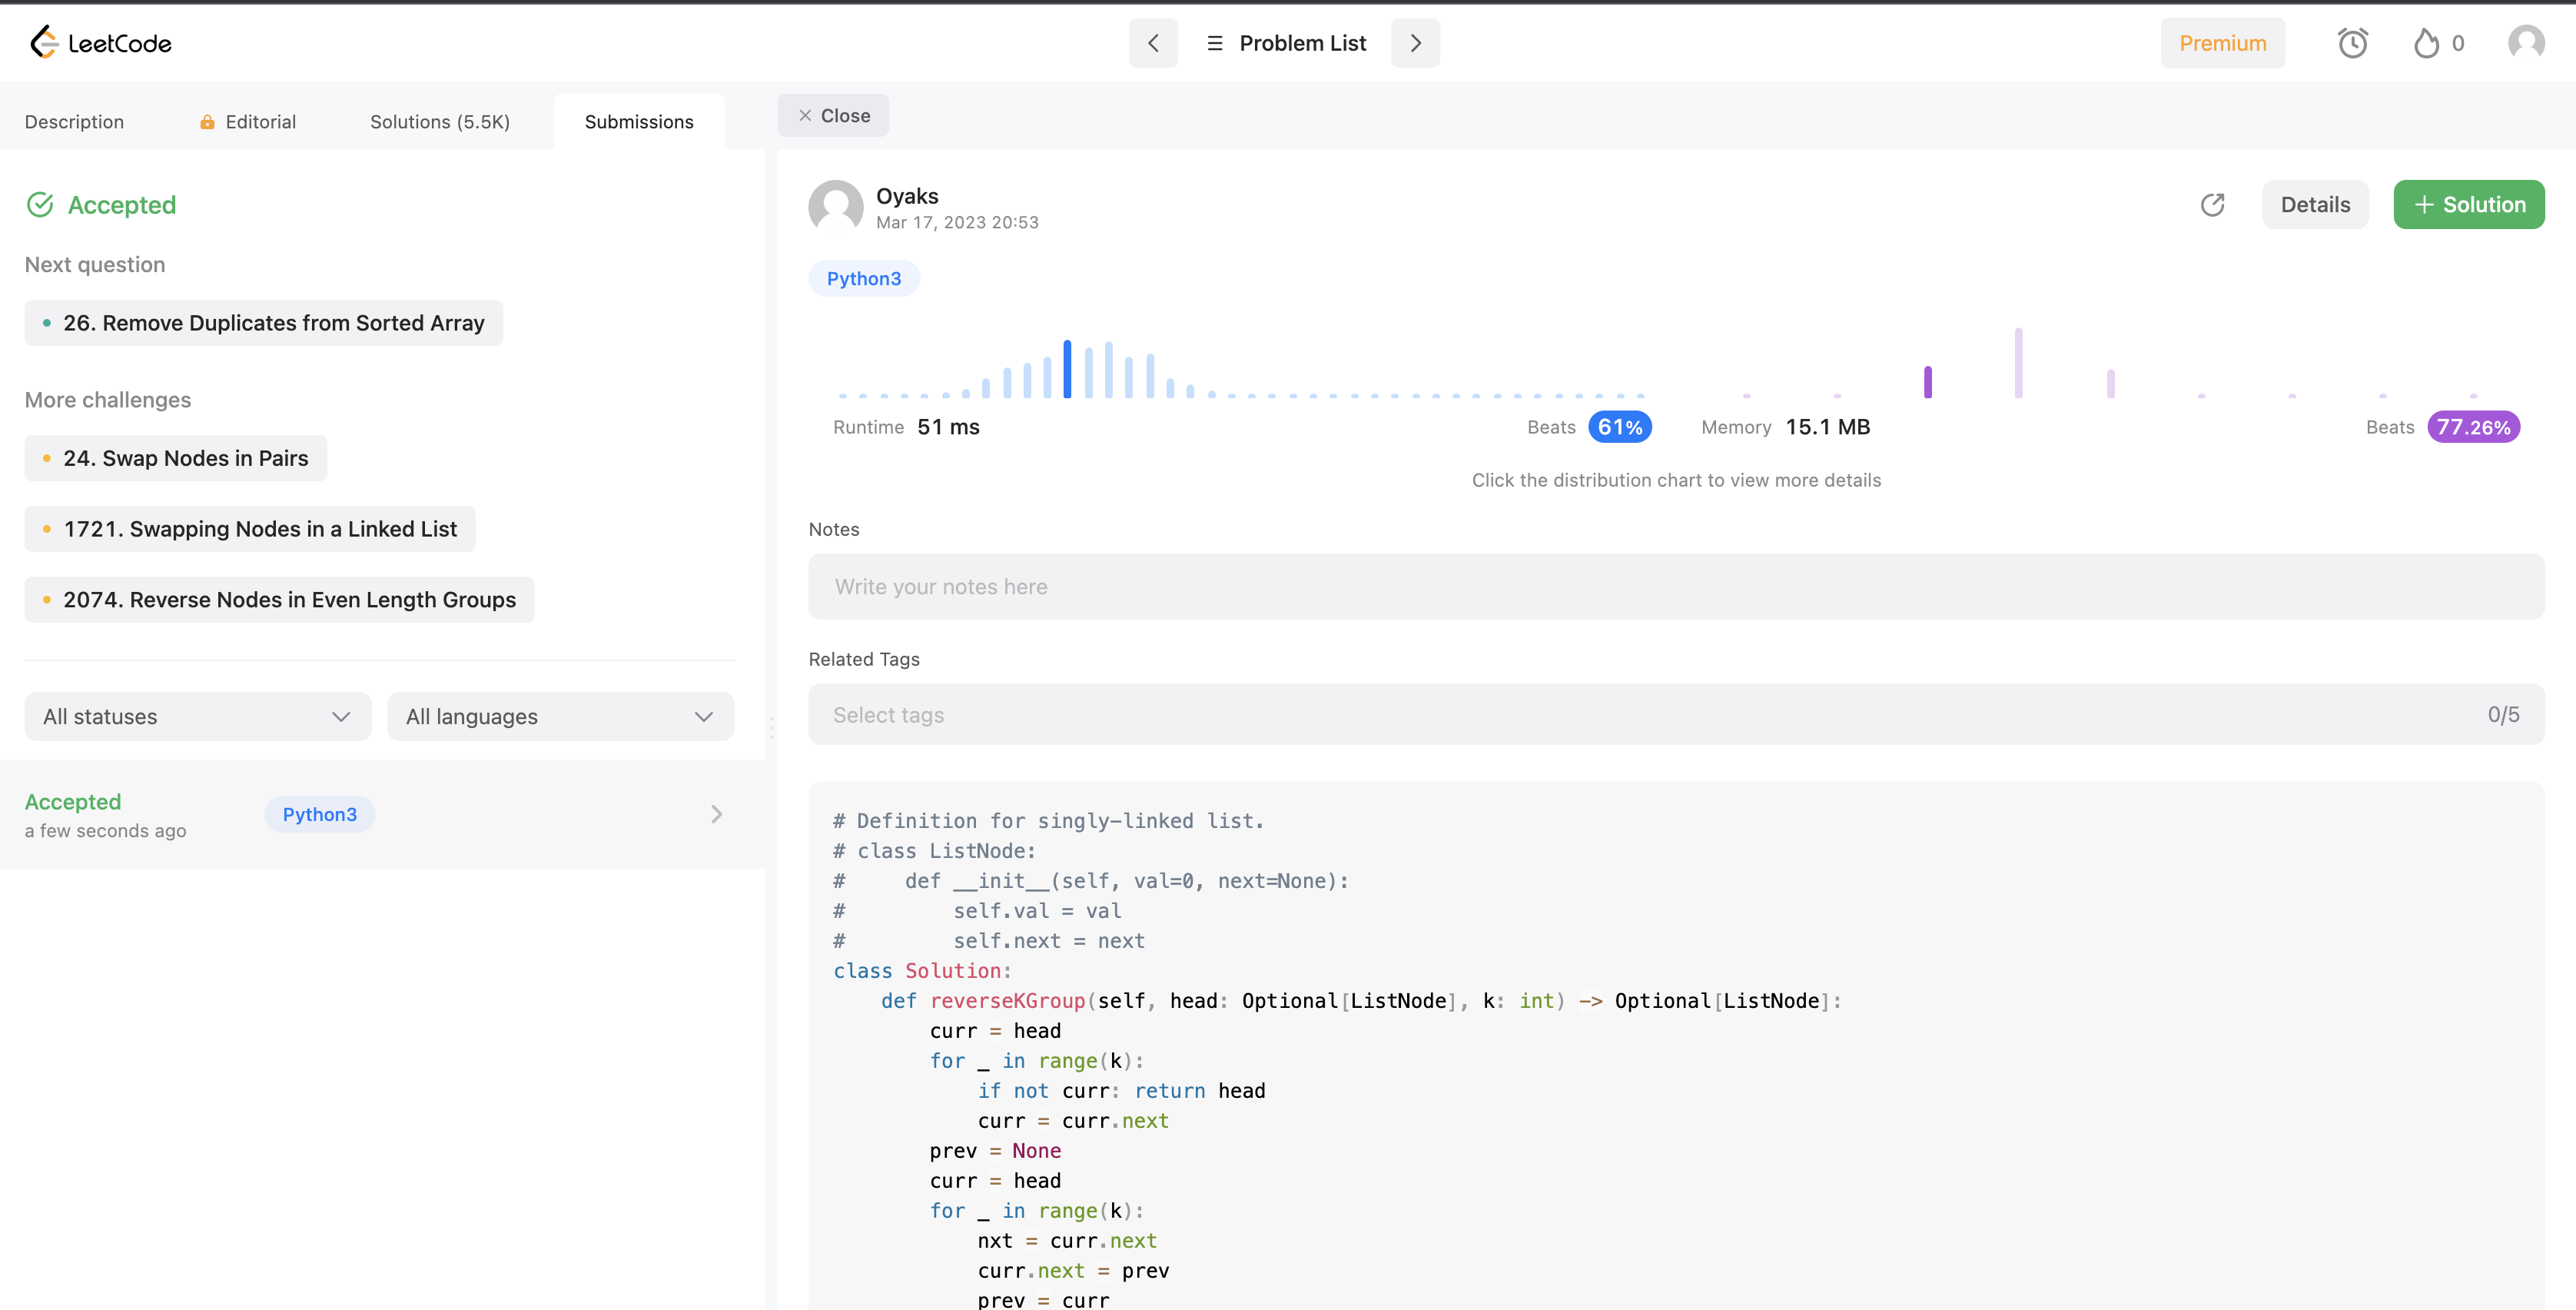 LeetCode
Problem List
Premium
0
Description
Editorial
Solutions (5.5K)
Submissions
Close
Accepted
Next question
26. Remove Duplicates from Sorted Array
More challenges
24. Swap Nodes in Pairs
1721. Swapping Nodes in a Linked List
2074. Reverse Nodes in Even Length Groups
All statuses
All languages
Accepted
a few seconds ago
Python3
Oyaks
Mar 17, 2023 20:53
Details
+ Solution
Python3
Runtime 51 ms
Beats 61%
Memory 15.1 MB
Beats 77.26%
Click the distribution chart to view more details
Notes
Write your notes here
Related Tags
Select tags
0/5
# Definition for singly-linked list.
# class ListNode:
#     def __init__(self, val=0, next=None):
#         self.val = val
#         self.next = next
class Solution:
    def reverseKGroup(self, head: Optional[ListNode], k: int) -> Optional[ListNode]:
        curr = head
        for _ in range(k):
            if not curr: return head
            curr = curr.next
        prev = None
        curr = head
        for _ in range(k):
            nxt = curr.next
            curr.next = prev
            prev = curr